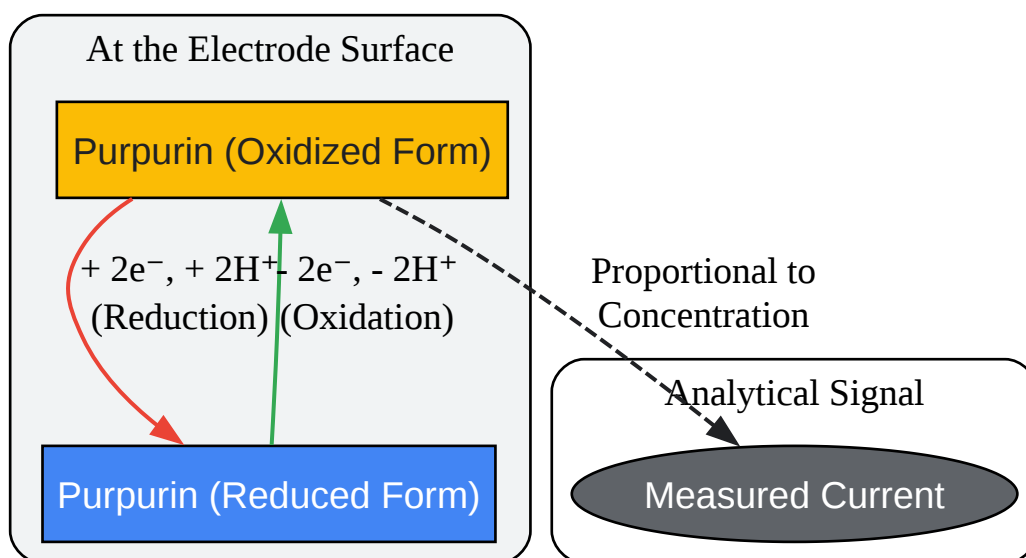 At the Electrode Surface
Purpurin (Oxidized Form)
+ 2e⁻, + 2H⁺
(Reduction)
- 2e⁻, - 2H⁺
(Oxidation)
Proportional to
Concentration
Purpurin (Reduced Form)
Analytical Signal
Measured Current